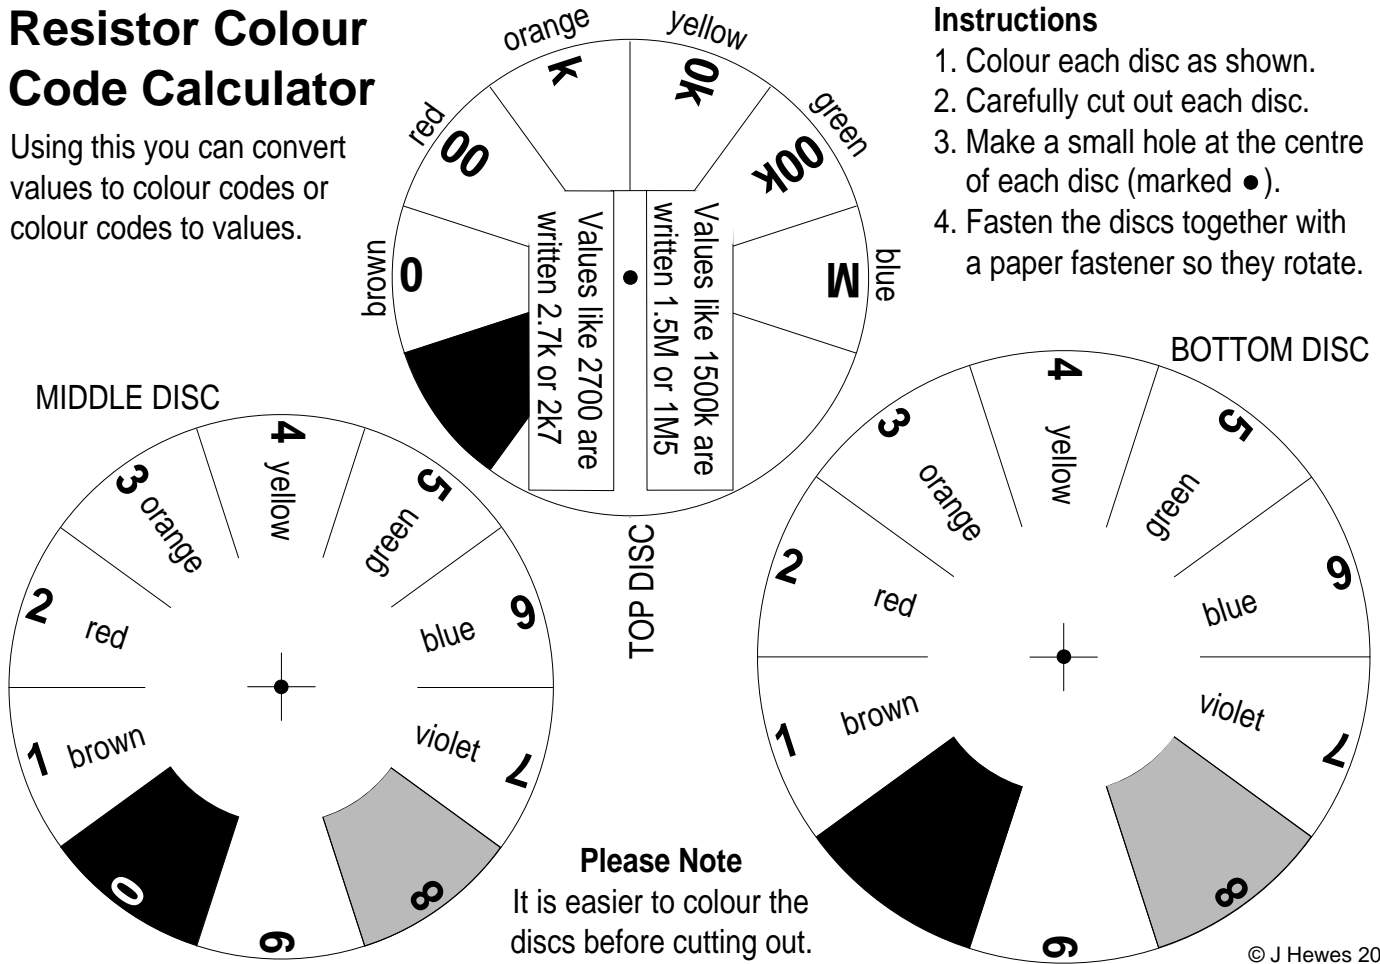 Resistor Colour
Code Calculator
Using this you can convert
values to colour codes or
colour codes to values.
Instructions
1. Colour each disc as shown.
2. Carefully cut out each disc.
3. Make a small hole at the centre
of each disc (marked ●).
4. Fasten the discs together with
a paper fastener so they rotate.
brown
red
orange
yellow
green
blue
0
00
k
0k
00k
M
Values like 2700 are
written 2.7k or 2k7
Values like 1500k are
written 1.5M or 1M5
TOP DISC
MIDDLE DISC
0
1 brown
2 red
3 orange
4 yellow
5 green
6 blue
7 violet
8
9
BOTTOM DISC
1 brown
2 red
3 orange
4 yellow
5 green
6 blue
7 violet
8
9
Please Note
It is easier to colour the
discs before cutting out.
© J Hewes 20